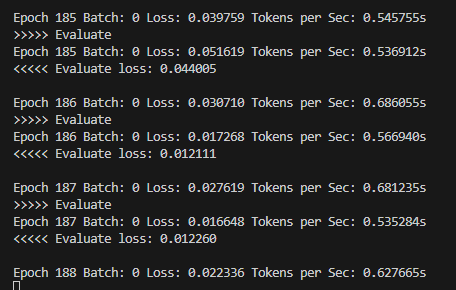 Epoch 185 Batch: 0 Loss: 0.039759 Tokens per Sec: 0.545755s
>>>>> Evaluate
Epoch 185 Batch: 0 Loss: 0.051619 Tokens per Sec: 0.536912s
<<<<< Evaluate loss: 0.044005
Epoch 186 Batch: 0 Loss: 0.030710 Tokens per Sec: 0.686055s
>>>>> Evaluate
Epoch 186 Batch: 0 Loss: 0.017268 Tokens per Sec: 0.566940s
<<<<< Evaluate loss: 0.012111
Epoch 187 Batch: 0 Loss: 0.027619 Tokens per Sec: 0.681235s
>>>>> Evaluate
Epoch 187 Batch: 0 Loss: 0.016648 Tokens per Sec: 0.535284s
<<<<< Evaluate loss: 0.012260
Epoch 188 Batch: 0 Loss: 0.022336 Tokens per Sec: 0.627665s